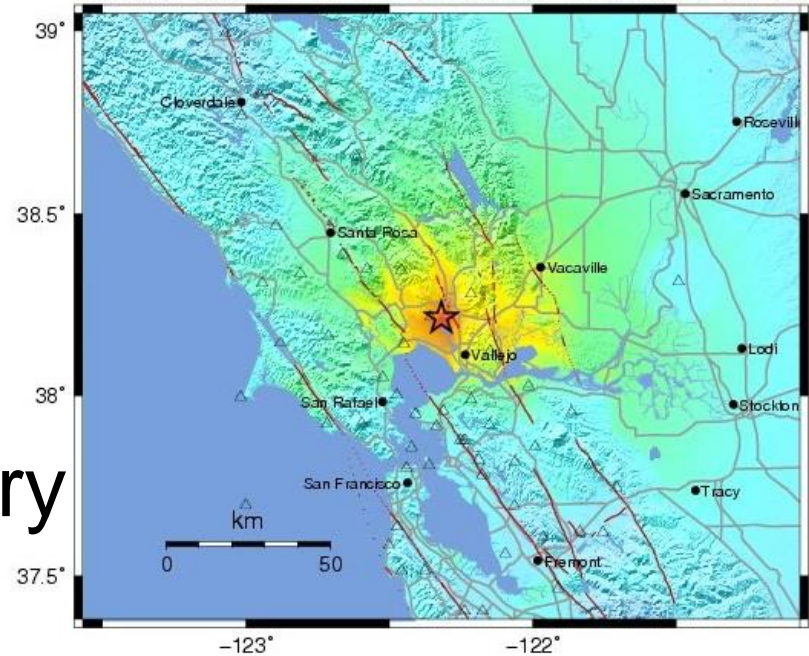 39°
Cloverdale
Roseville
38.5°
Sacramento
Santa Rosa
Vacaville
Vallejo
Lodi
38°
San Rafael
Stockton
ry
San Francisco
Tracy
km
0 50
Fremont
37.5°
-123° -122°